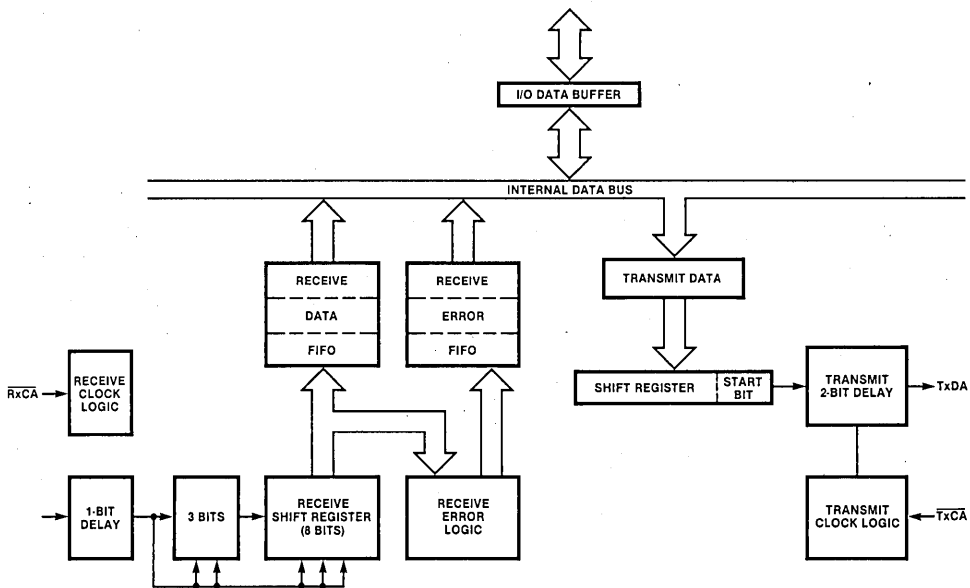 I/O DATA BUFFER
INTERNAL DATA BUS
RECEIVE
DATA
FIFO
RECEIVE
ERROR
FIFO
TRANSMIT DATA
RxCA
RECEIVE
CLOCK
LOGIC
SHIFT REGISTER
START
BIT
TRANSMIT
2-BIT DELAY
TxDA
1-BIT
DELAY
3 BITS
RECEIVE
SHIFT REGISTER
(8 BITS)
RECEIVE
ERROR
LOGIC
TRANSMIT
CLOCK LOGIC
TxCA